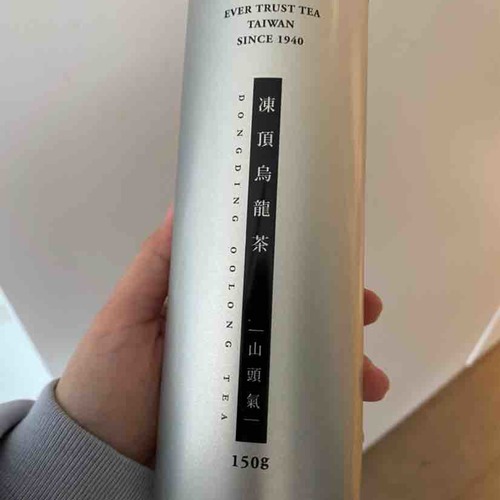 EVER TRUST TEA
TAIWAN
SINCE 1940
凍頂烏龍茶
山頭氣
DONGDING OOLONG TEA
150g